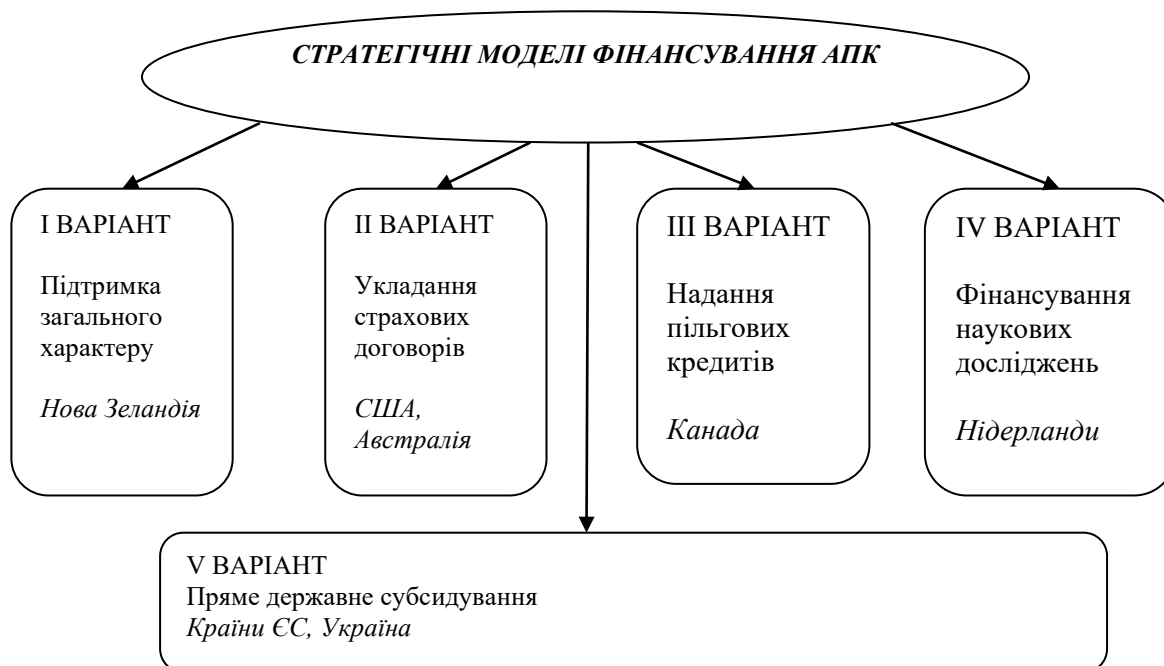 СТРАТЕГІЧНІ МОДЕЛІ ФІНАНСУВАННЯ АПК
І ВАРІАНТ
Підтримка
загального
характеру
Нова Зеландія
ІІ ВАРІАНТ
Укладання
страхових
договорів
США,
Австралія
ІІІ ВАРІАНТ
Надання
пільгових
кредитів
Канада
IV ВАРІАНТ
Фінансування
наукових
досліджень
Нідерланди
V ВАРІАНТ
Пряме державне субсидування
Країни ЄС, Україна